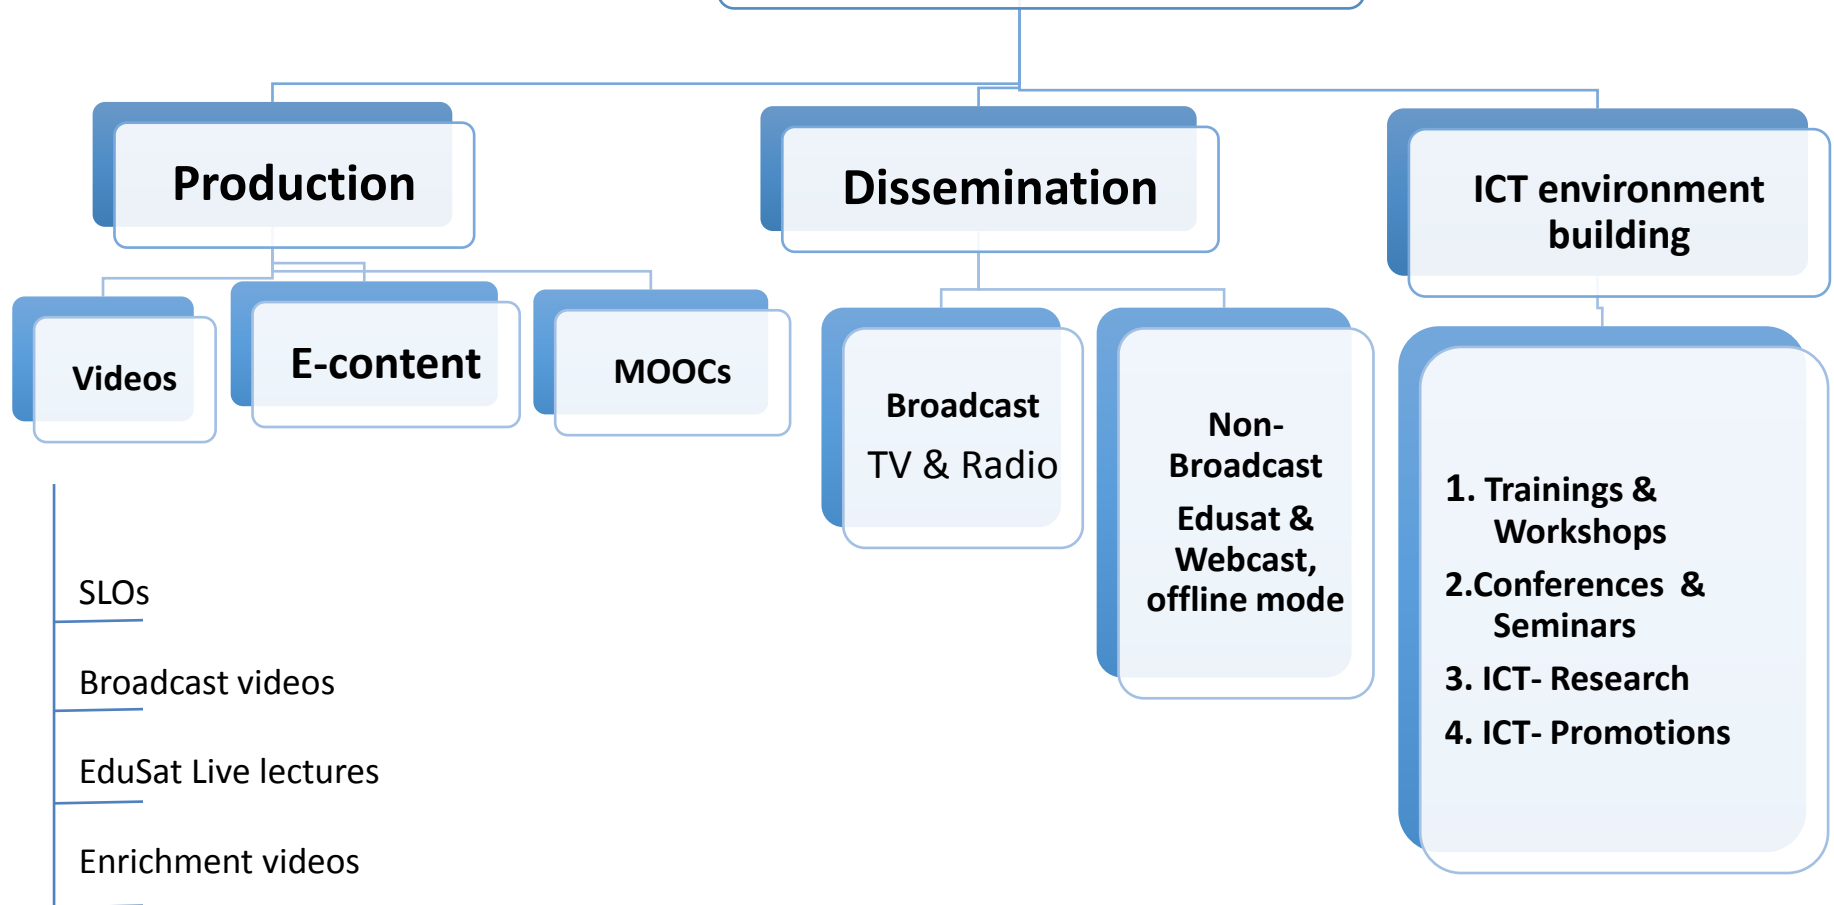 Production
Dissemination
ICT environment
building
Videos
E-content
MOOCs
Broadcast
TV & Radio
Non-
Broadcast
Edusat &
Webcast,
offline mode
1. Trainings &
Workshops
2.Conferences &
Seminars
3. ICT- Research
4. ICT- Promotions
SLOs
Broadcast videos
EduSat Live lectures
Enrichment videos